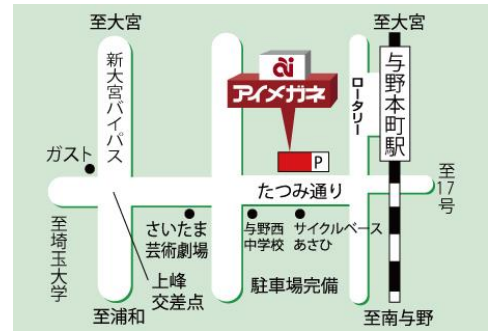 至大宮
至大宮
新大宮バイパス
ai
アイメガネ
ロータリー
与野本町駅
ガスト
P
至17号
たつみ通り
至埼玉大学
さいたま
芸術劇場
与野西
中学校
サイクルベース
あさひ
上峰
交差点
駐車場完備
至浦和
至南与野